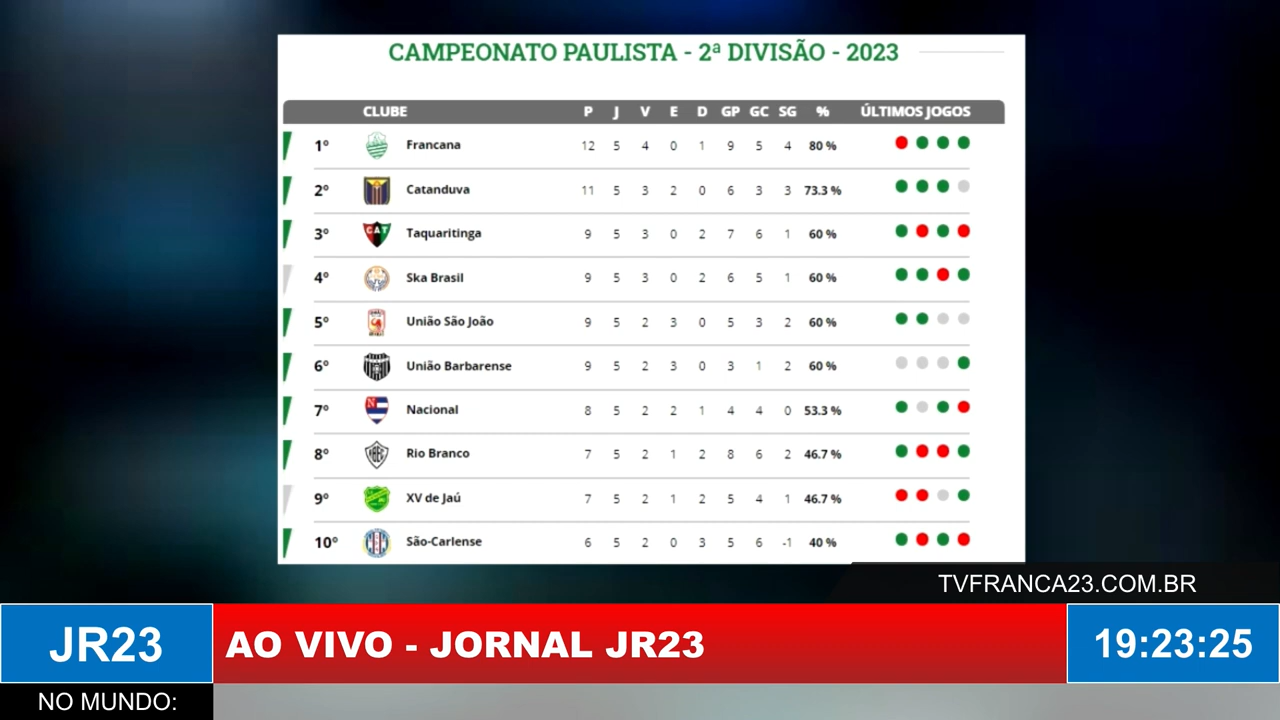 CAMPEONATO PAULISTA - 2ª DIVISÃO - 2023
CLUBE P J V E D GP GC SG % ÚLTIMOS JOGOS
1º Francana 12 5 4 0 1 9 5 4 80 %
2º Catanduva 11 5 3 2 0 6 3 3 73.3 %
3º CAT Taquaritinga 9 5 3 0 2 7 6 1 60 %
4º Ska Brasil 9 5 3 0 2 6 5 1 60 %
5º União São João 9 5 2 3 0 5 3 2 60 %
6º União Barbarense 9 5 2 3 0 3 1 2 60 %
7º N Nacional 8 5 2 2 1 4 4 0 53.3 %
8º Rio Branco 7 5 2 1 2 8 6 2 46.7 %
9º XV de Jaú 7 5 2 1 2 5 4 1 46.7 %
10º São-Carlense 6 5 2 0 3 5 6 -1 40 %
TVFRANCA23.COM.BR
JR23 AO VIVO - JORNAL JR23 19:23:25
NO MUNDO: